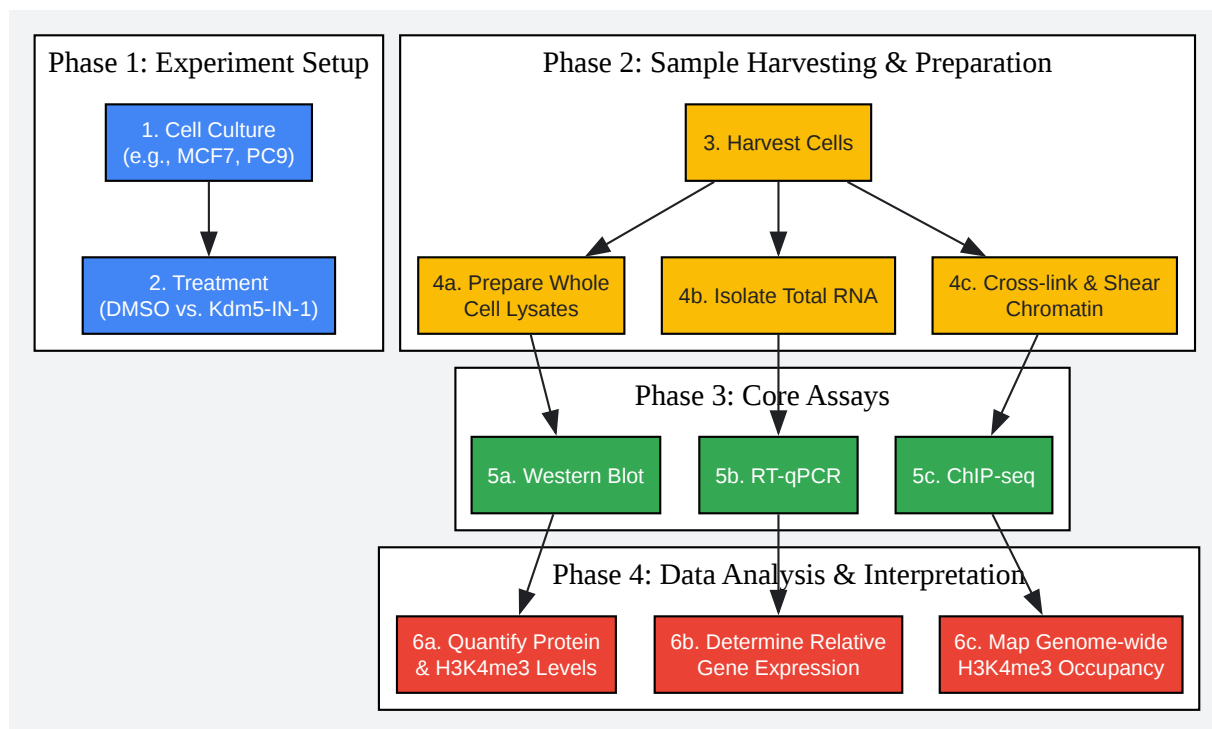 Phase 1: Experiment Setup
1. Cell Culture
(e.g., MCF7, PC9)
2. Treatment
(DMSO vs. Kdm5-IN-1)
Phase 2: Sample Harvesting & Preparation
3. Harvest Cells
4a. Prepare Whole
Cell Lysates
4b. Isolate Total RNA
4c. Cross-link & Shear
Chromatin
Phase 3: Core Assays
5a. Western Blot
5b. RT-qPCR
5c. ChIP-seq
Phase 4: Data Analysis & Interpretation
6a. Quantify Protein
& H3K4me3 Levels
6b. Determine Relative
Gene Expression
6c. Map Genome-wide
H3K4me3 Occupancy